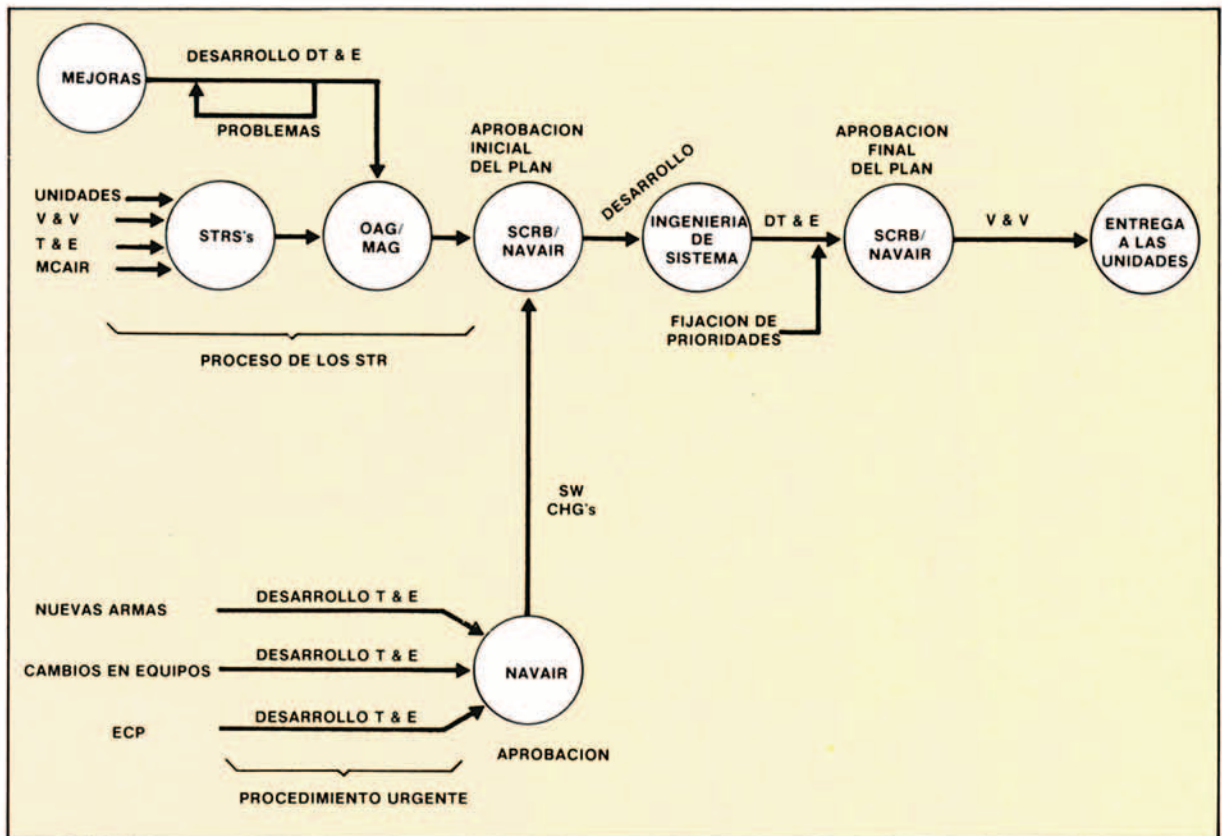 DESARROLLO DT & E
MEJORAS
PROBLEMAS
APROBACION
INICIAL
DEL PLAN
APROBACION
FINAL
DEL PLAN
UNIDADES
V & V
T & E
MCAIR
STRS's
OAG/
MAG
SCRB/
NAVAIR
DESARROLLO
INGENIERIA
DE
SISTEMA
DT & E
SCRB/
NAVAIR
V & V
ENTREGA
A LAS
UNIDADES
FIJACION DE
PRIORIDADES
PROCESO DE LOS STR
SW
CHG's
NUEVAS ARMAS
DESARROLLO T & E
CAMBIOS EN EQUIPOS
DESARROLLO T & E
NAVAIR
ECP
DESARROLLO T & E
APROBACION
PROCEDIMIENTO URGENTE